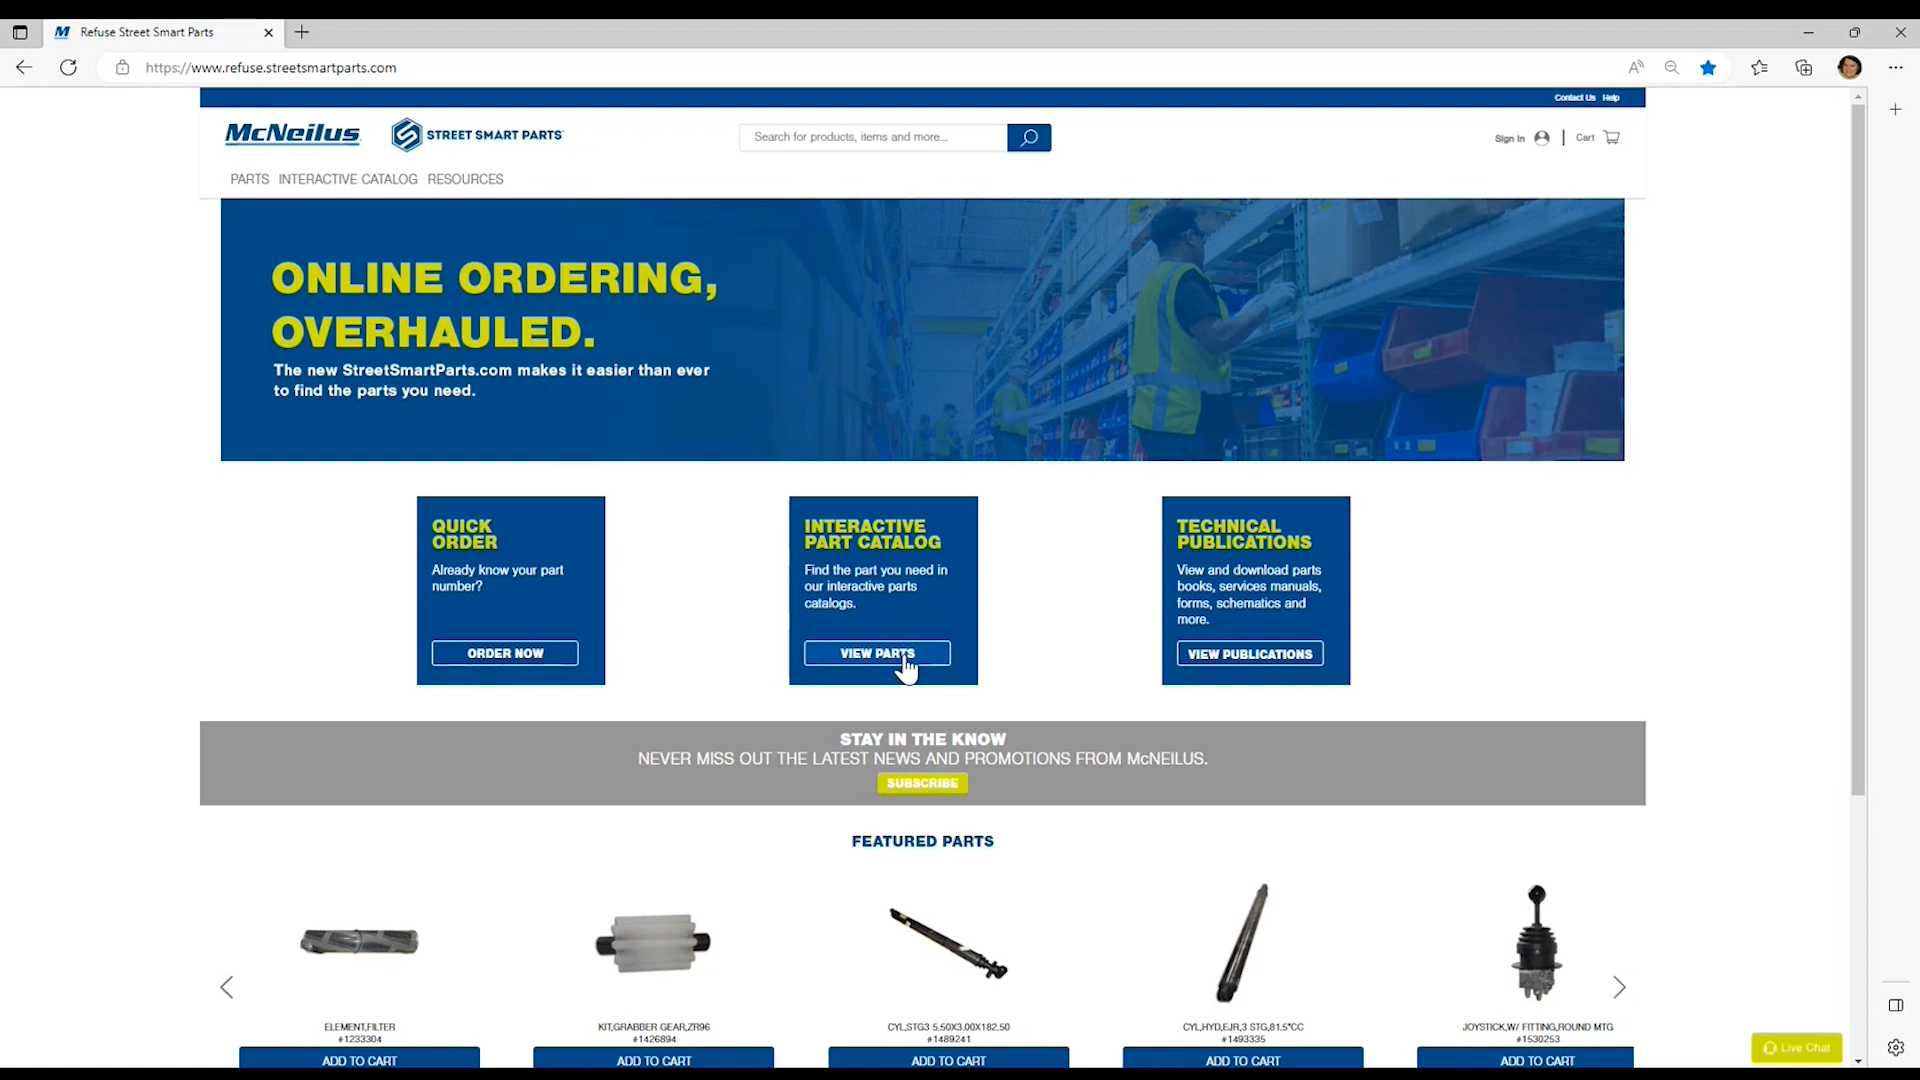 Refuse Street Smart Parts
https://www.refuse.streetsmartparts.com
Contact Us Help
McNeilus STREET SMART PARTS
Search for products, items and more...
Sign In | Cart
PARTS INTERACTIVE CATALOG RESOURCES
ONLINE ORDERING,
OVERHAULED.
The new StreetSmartParts.com makes it easier than ever
to find the parts you need.
QUICK
ORDER
Already know your part
number?
ORDER NOW
INTERACTIVE
PART CATALOG
Find the part you need in
our interactive parts
catalogs.
VIEW PARTS
TECHNICAL
PUBLICATIONS
View and download parts
books, services manuals,
forms, schematics and
more.
VIEW PUBLICATIONS
STAY IN THE KNOW
NEVER MISS OUT THE LATEST NEWS AND PROMOTIONS FROM McNEILUS.
SUBSCRIBE
FEATURED PARTS
ELEMENT,FILTER
#1233304
ADD TO CART
KIT,GRABBER GEAR,ZR96
#1426894
ADD TO CART
CYL,STG3 5.50X3.00X182.50
#1489241
ADD TO CART
CYL,HYD,EJR,3 STG,81.5"CC
#1493335
ADD TO CART
JOYSTICK,W/ FITTING,ROUND MTG
#1530253
ADD TO CART
Live Chat